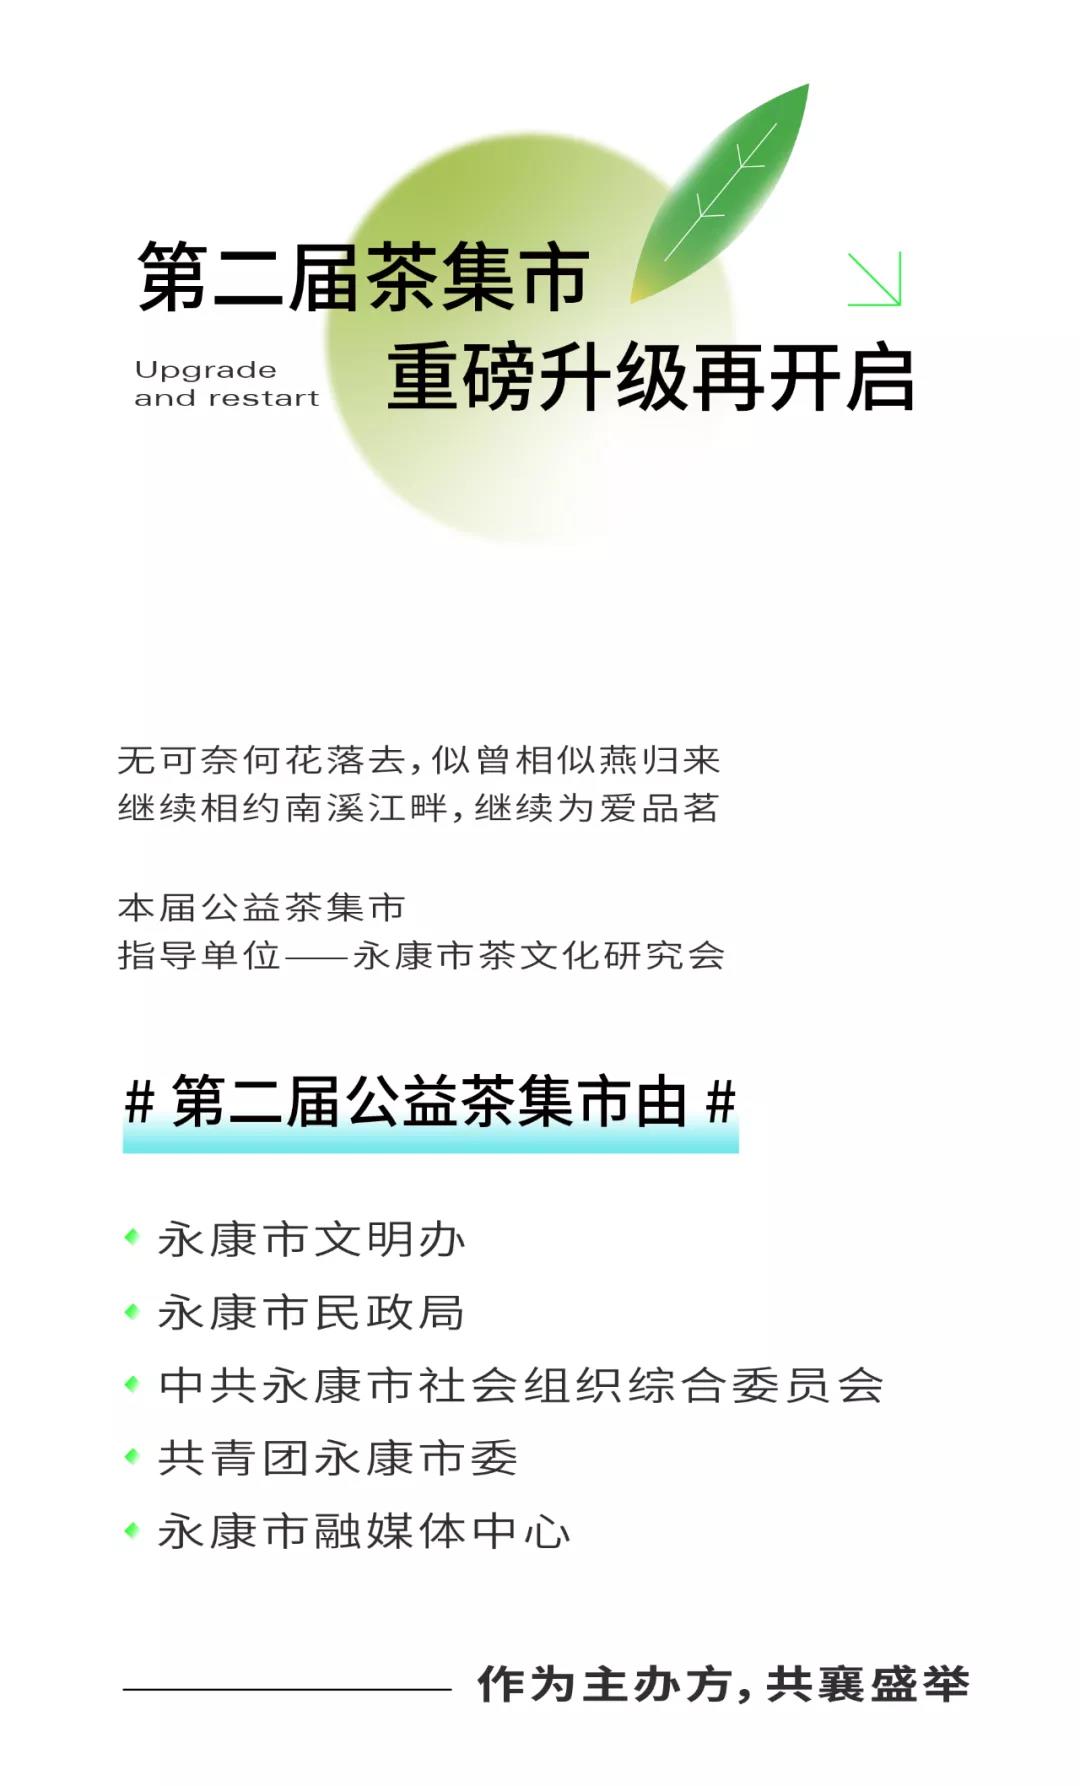 第二届茶集市
重磅升级再开启
Upgrade
and restart
无可奈何花落去，似曾相似燕归来
继续相约南溪江畔，继续为爱品茗
本届公益茶集市
指导单位——永康市茶文化研究会
# 第二届公益茶集市由 #
永康市文明办
永康市民政局
中共永康市社会组织综合委员会
共青团永康市委
永康市融媒体中心
作为主办方，共襄盛举